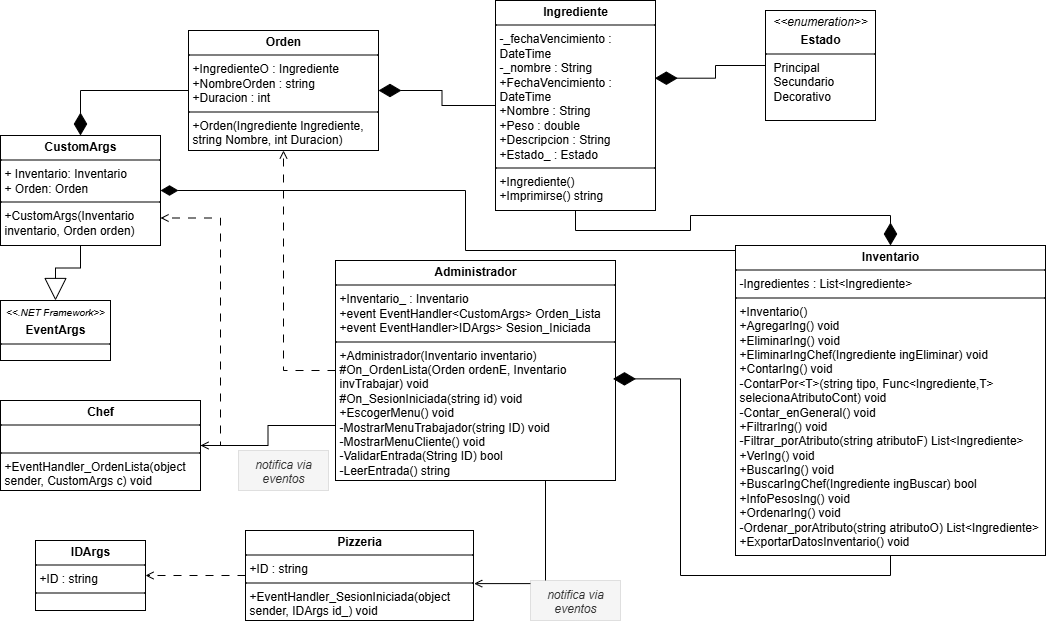 Ingrediente
-_fechaVencimiento :
DateTime
-_nombre : String
+FechaVencimiento :
DateTime
+Nombre : String
+Peso : double
+Descripcion : String
+Estado_ : Estado
+Ingrediente()
+Imprimirse() string
<<enumeration>>
Estado
Principal
Secundario
Decorativo
Orden
+IngredienteO : Ingrediente
+NombreOrden : string
+Duracion : int
+Orden(Ingrediente Ingrediente,
string Nombre, int Duracion)
CustomArgs
+ Inventario: Inventario
+ Orden: Orden
+CustomArgs(Inventario
inventario, Orden orden)
<<.NET Framework>>
EventArgs
Administrador
+Inventario_ : Inventario
+event EventHandler<CustomArgs> Orden_Lista
+event EventHandler<IDArgs> Sesion_Iniciada
+Administrador(Inventario inventario)
#On_OrdenLista(Orden ordenE, Inventario
invTrabajar) void
#On_SesionIniciada(string id) void
+EscogerMenu() void
-MostrarMenuTrabajador(string ID) void
-MostrarMenuCliente() void
-ValidarEntrada(String ID) bool
-LeerEntrada() string
Inventario
-Ingredientes : List<Ingrediente>
+Inventario()
+AgregarIng() void
+EliminarIng() void
+EliminarIngChef(Ingrediente ingEliminar) void
+ContarIng() void
-ContarPor<T>(string tipo, Func<Ingrediente,T>
selecionaAtributoCont) void
-Contar_enGeneral() void
+FiltrarIng() void
-Filtrar_porAtributo(string atributoF) List<Ingrediente>
+VerIng() void
+BuscarIng() void
+BuscarIngChef(Ingrediente ingBuscar) bool
+InfoPesosIng() void
+OrdenarIng() void
-Ordenar_porAtributo(string atributoO) List<Ingrediente>
+ExportarDatosInventario() void
Chef
+EventHandler_OrdenLista(object
sender, CustomArgs c) void
notifica via
eventos
IDArgs
+ID : string
Pizzeria
+ID : string
+EventHandler_SesionIniciada(object
sender, IDArgs id_) void
notifica via
eventos